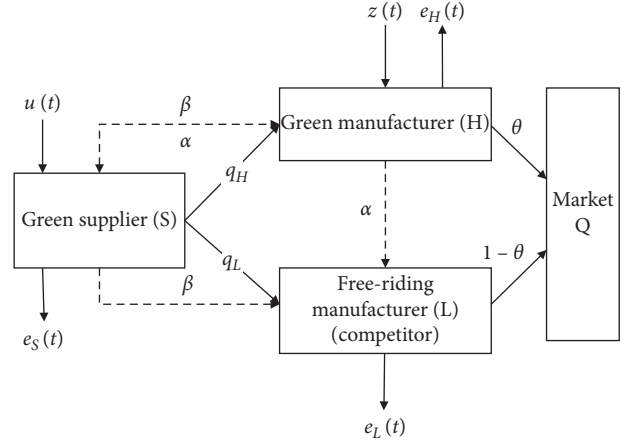 z (t)
e_H (t)
u (t)
β
α
Green manufacturer (H)
θ
q_H
Green supplier (S)
α
Market
Q
q_L
1 – θ
β
Free-riding
manufacturer (L)
(competitor)
e_S (t)
e_L (t)